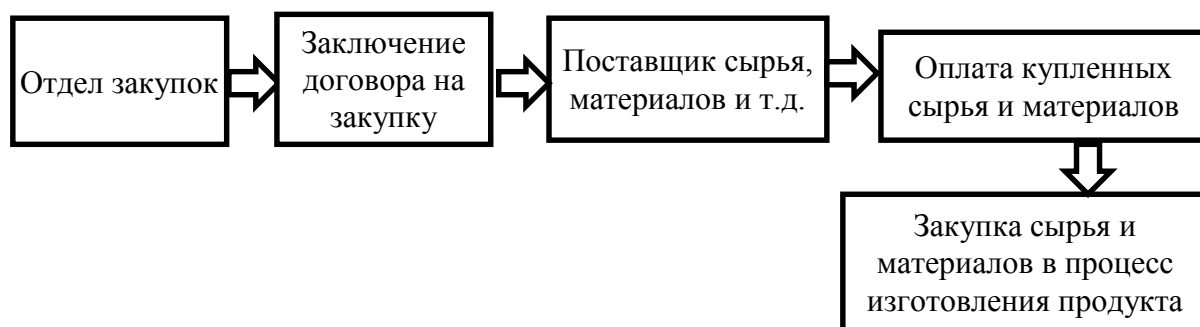 Отдел закупок
Заключение
договора на
закупку
Поставщик сырья,
материалов и т.д.
Оплата купленных
сырья и материалов
Закупка сырья и
материалов в процесс
изготовления продукта